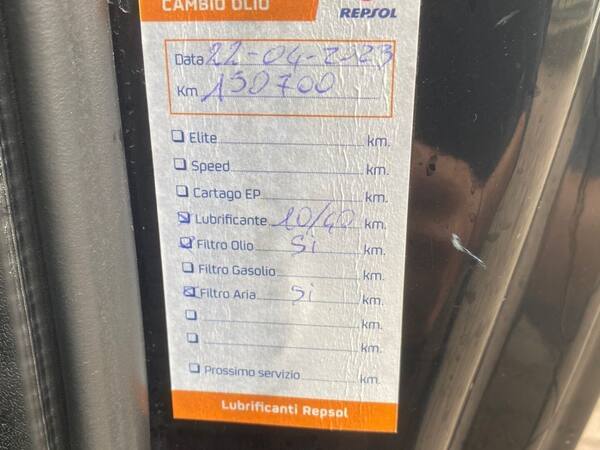 CAMBIO OLIO
REPSOL
Data 22-04-2023
Km 130700
Elite km.
Speed km.
Cartago EP km.
Lubrificante 10/40 km.
Filtro Olio Si km.
Filtro Gasolio km.
Filtro Aria Si km.
km.
km.
Prossimo servizio km.
Lubrificanti Repsol